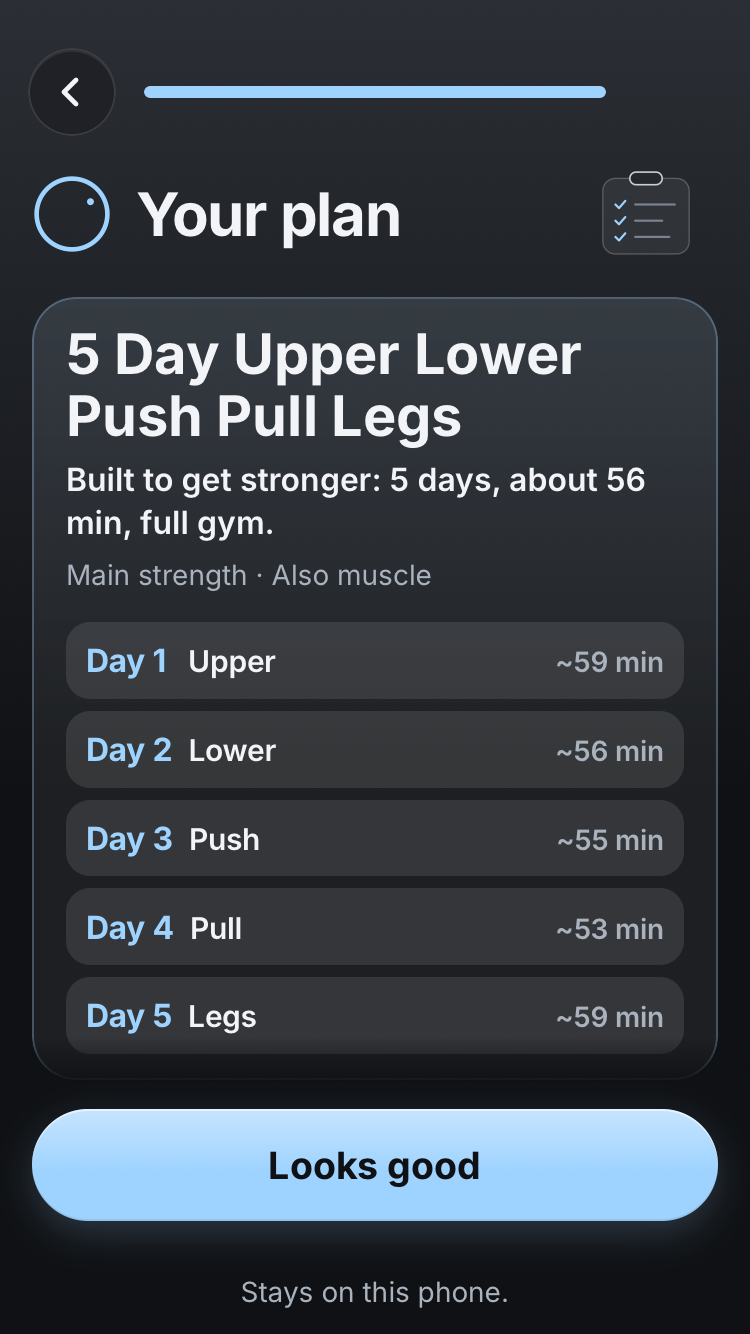 Your plan
5 Day Upper Lower
Push Pull Legs
Built to get stronger: 5 days, about 56
min, full gym.
Main strength · Also muscle
Day 1 Upper ~59 min
Day 2 Lower ~56 min
Day 3 Push ~55 min
Day 4 Pull ~53 min
Day 5 Legs ~59 min
Looks good
Stays on this phone.